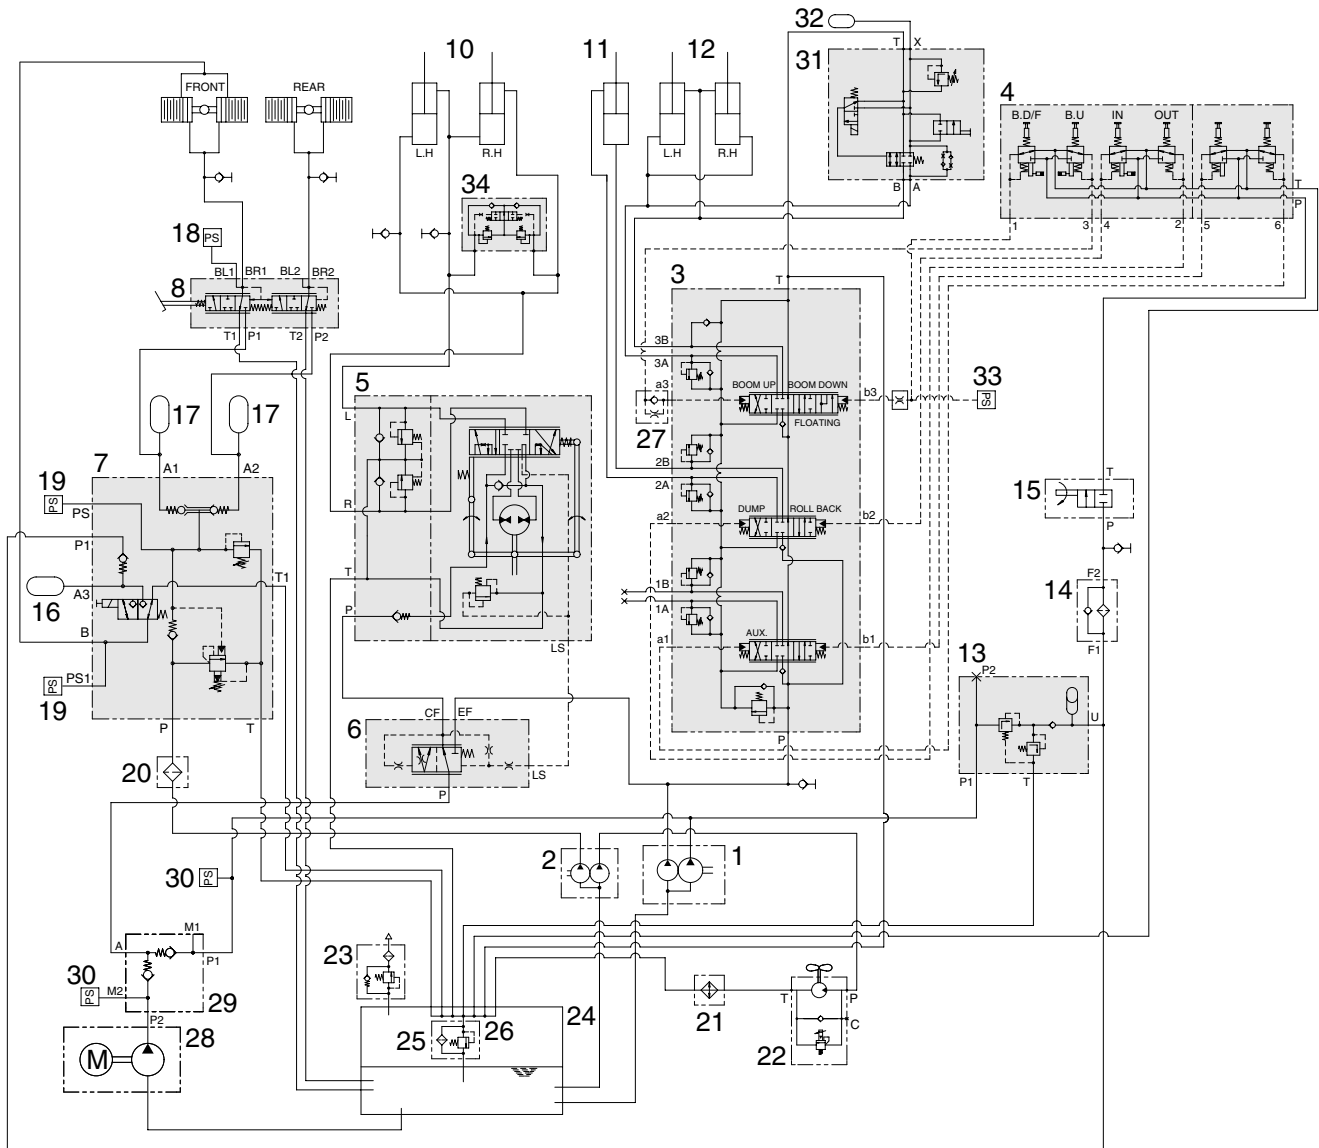 32
10
11
12
T X
31
4
FRONT
REAR
B.D/F B.U IN OUT
L.H
R.H
L.H
R.H
34
B A
T
P
18
PS
1 3 4 2 5 6
BL1 BR1 BL2 BR2
8
3
T
T1 P1 T2 P2
3B
3A
a3
BOOM UP BOOM DOWN
b3
33
PS
FLOATING
5
L
17
17
27
A1 A2
7
2B
T
19
PS
PS
2A
15
R
DUMP ROLL BACK
a2
b2
P
P1
T
T1
1B
F2
16
A3
14
P
1A
B
AUX.
a1
b1
F1
LS
13
P2
PS1
PS
19
CF EF
U
6
P T
P
LS
20
P
P1 T
2
1
30
PS
M1
A
P1
23
30
PS
M2
29
24
T P
26
21
25
C
P2
28
22
M